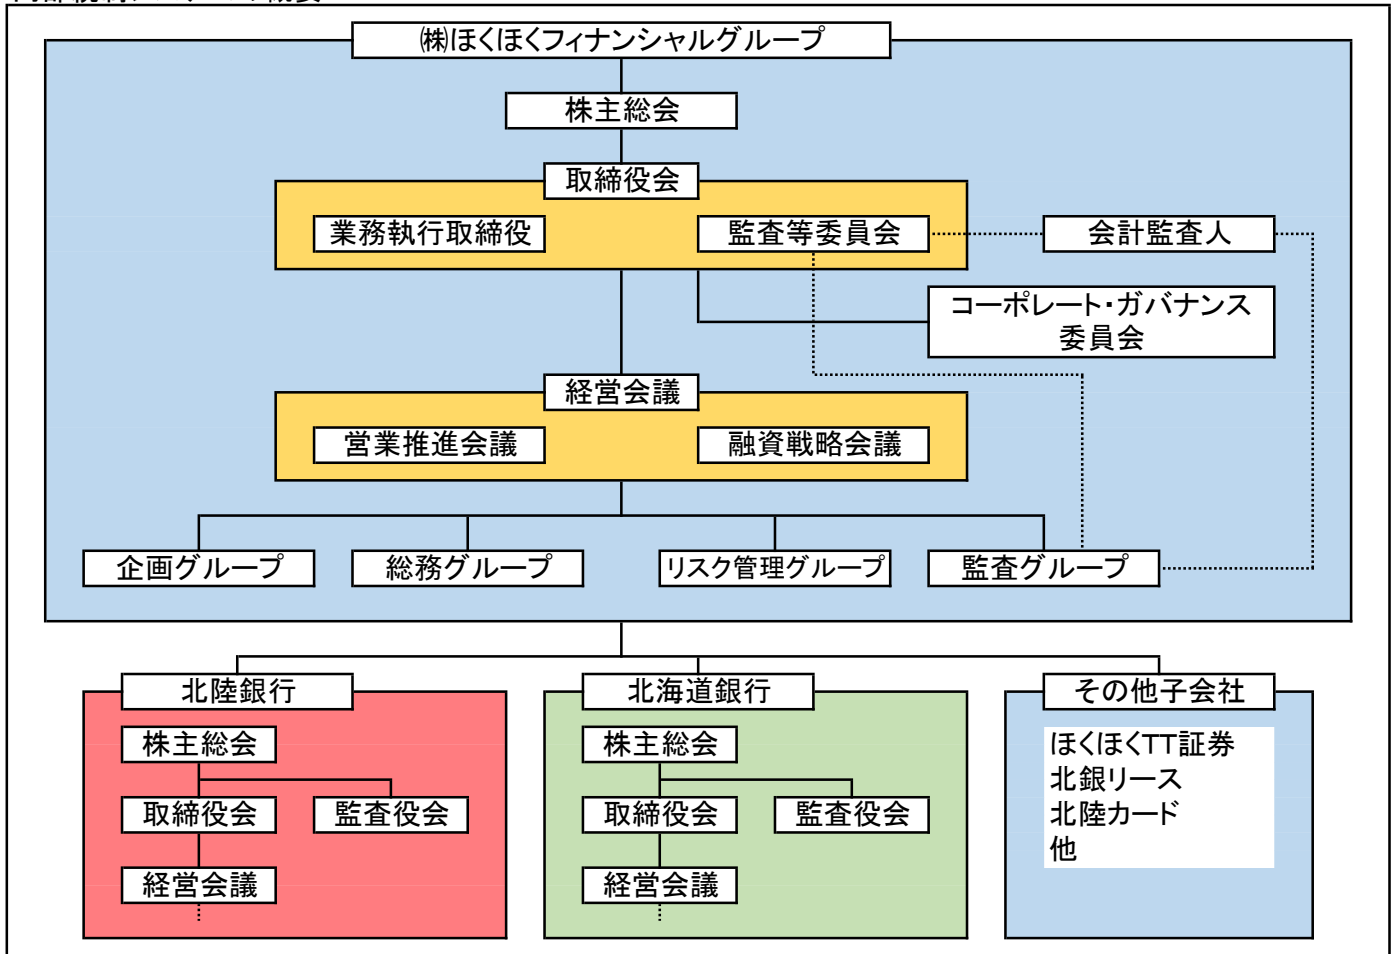 ㈱ほくほくフィナンシャルグループ
株主総会
取締役会
業務執行取締役
監査等委員会
会計監査人
コーポレート・ガバナンス
委員会
経営会議
営業推進会議
融資戦略会議
企画グループ
総務グループ
リスク管理グループ
監査グループ
北陸銀行
北海道銀行
その他子会社
株主総会
取締役会
監査役会
経営会議
株主総会
取締役会
監査役会
経営会議
ほくほくTT証券
北銀リース
北陸カード
他